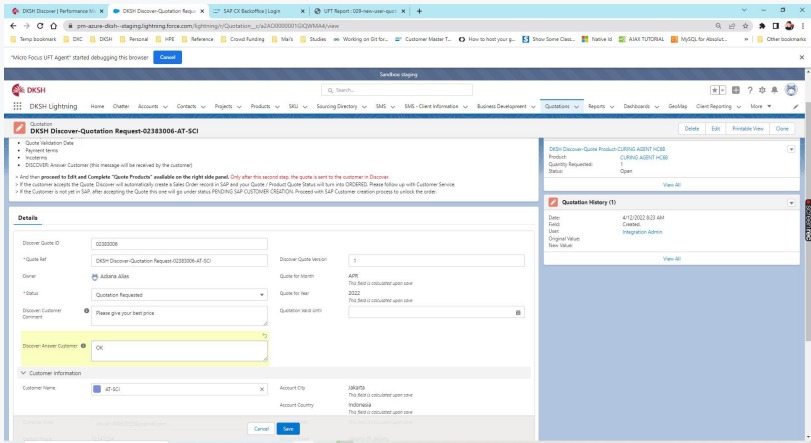 DKSH Discover | Performance M
DKSH Discover-Quotation Reque
SAP CX Backoffice | Login
UFT-Report : 029-new-user-quot
pm-azure-dksh--staging.lightning.force.com/lightning/r/Quotation__c/a2AC0000001GIQWMA4/view
Temp bookmark
DXC
DKSH
Personal
HPE
Reference
Crowd Funding
Mai's
Studies
Working on Git for...
Customer Master T...
How to host your g...
Show Some Class...
Native Id
AJAX TUTORIAL
MySQL for Absolut...
»
Other bookmarks
"Micro Focus UFT Agent" started debugging this browser
Cancel
Sandbox: staging
DKSH
Search...
DKSH Lightning
Home
Chatter
Accounts
Contacts
Projects
Products
SKU
Sourcing Directory
SMS
EMS - Client Information
Business Development
Quotations
Reports
Dashboards
GeoMap
Client Reporting
More
Quotation
DKSH Discover-Quotation Request-02383006-AT-SCI
Delete
Edit
Printable View
Clone
• Quote Validation Date
• Payment terms
• Incoterms
• DISCOVER: Answer Customer (this message will be received by the customer)
> And then proceed to Edit and Complete "Quote Products" available on the right side panel. Only after this second step, the quote is sent to the customer in Discover.
> If the customer accepts the Quote, Discover will automatically create a Sales Order record in SAP and your Quote / Product Quote Status will turn into ORDERED. Please follow up with Customer Service.
> If the Customer is not yet in SAP, after accepting the Quote this one will go under status PENDING SAP CUSTOMER CREATION. Proceed with SAP Customer creation process to unlock the order.
DKSH Discover-Quote Product-CURING AGENT HC68
Product: CURING AGENT HC68
Quantity Requested: 1
Status: Open
View All
Quotation History (1)
Date: 4/12/2022 8:23 AM
Field: Created.
User: Integration Admin
Original Value:
New Value:
View All
Details
Discover Quote ID
02383006
*Quote Ref
DKSH Discover-Quotation Request-02383006-AT-SCI
Discover Quote Version
1
Owner
Adiana Alias
Quote for Month
APR
This field is calculated upon save
*Status
Quotation Requested
Quote for Year
2022
This field is calculated upon save
Discover: Customer Comment
Please give your best price
Quotation Valid Until
Discover: Answer Customer
OK
Customer Information
Customer Name
AT-SCI
Account City
Jakarta
This field is calculated upon save
Account Country
Indonesia
This field is calculated upon save
Cancel
Save